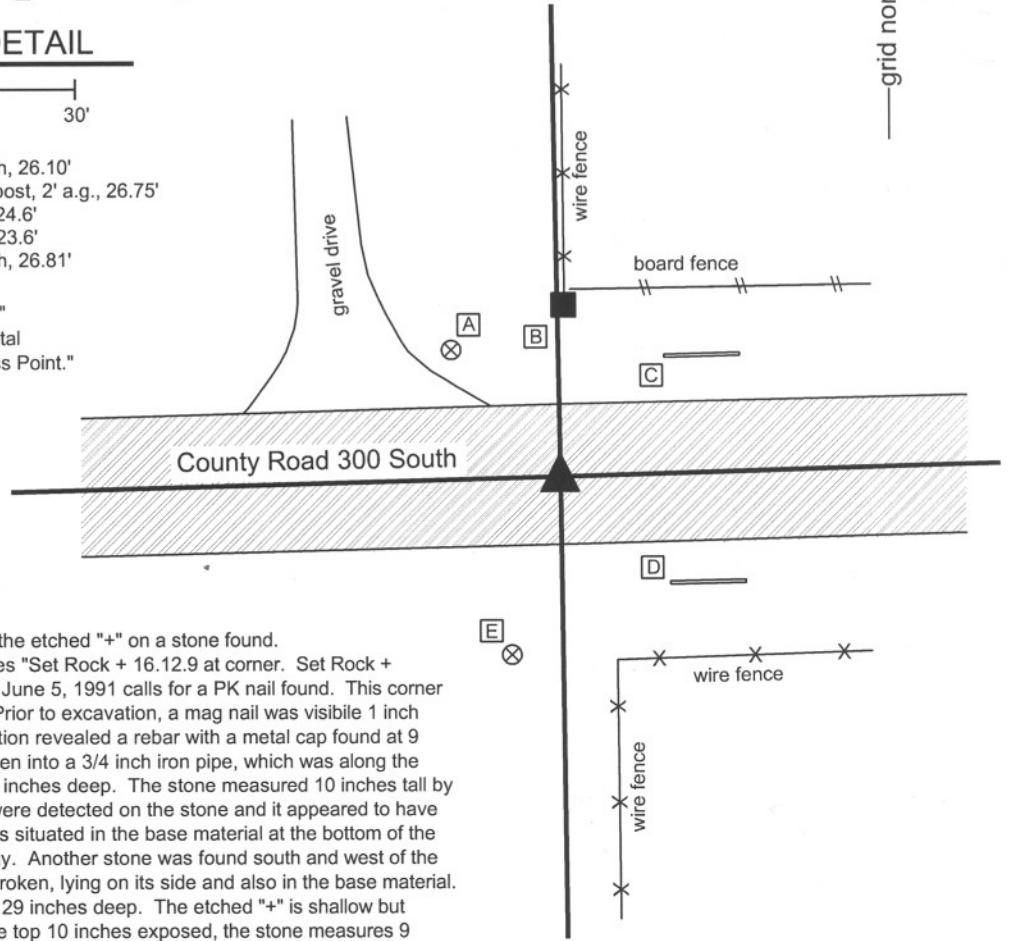 DETAIL
30'
grid nor
h, 26.10'
post, 2' a.g., 26.75'
24.6'
23.6'
h, 26.81'
"
tal
ss Point."
wire fence
board fence
gravel drive
A
B
C
County Road 300 South
D
E
the etched "+" on a stone found.
es "Set Rock + 16.12.9 at corner. Set Rock +
June 5, 1991 calls for a PK nail found. This corner
Prior to excavation, a mag nail was visibile 1 inch
tion revealed a rebar with a metal cap found at 9
en into a 3/4 inch iron pipe, which was along the
inches deep. The stone measured 10 inches tall by
were detected on the stone and it appeared to have
s situated in the base material at the bottom of the
y. Another stone was found south and west of the
roken, lying on its side and also in the base material.
29 inches deep. The etched "+" is shallow but
e top 10 inches exposed, the stone measures 9
wire fence
wire fence